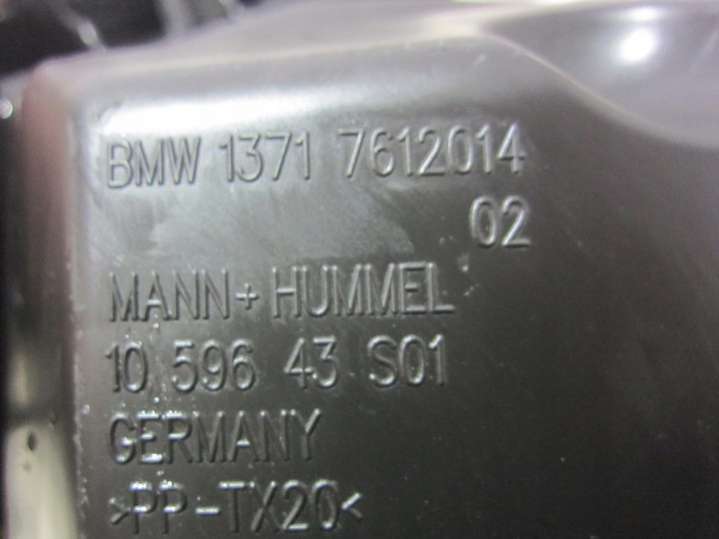 BMW 1371 7612014
02
MANN+HUMMEL
10 596 43 S01
GERMANY
>PP-TX20<